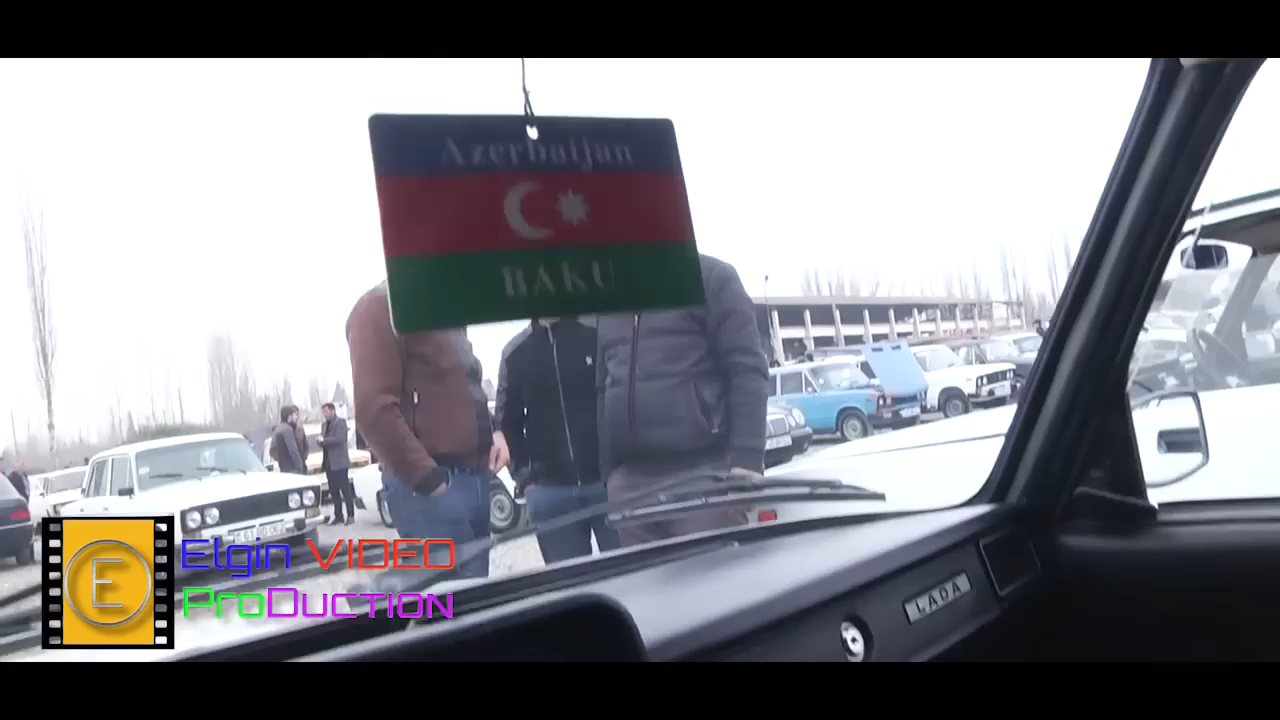 Azerbaijan
BAKU
E
Elgin VIDEO
ProDuction
LADA